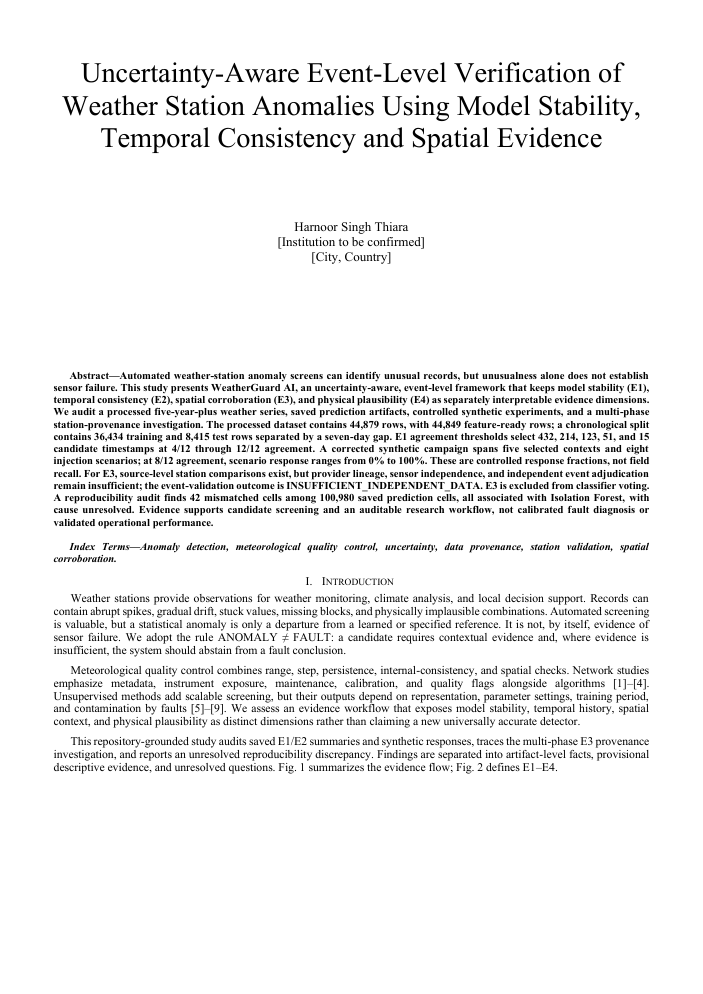 Uncertainty-Aware Event-Level Verification of
Weather Station Anomalies Using Model Stability,
Temporal Consistency and Spatial Evidence
Harnoor Singh Thiara
[Institution to be confirmed]
[City, Country]
Abstract—Automated weather-station anomaly screens can identify unusual records, but unusualness alone does not establish
sensor failure. This study presents WeatherGuard AI, an uncertainty-aware, event-level framework that keeps model stability (E1),
temporal consistency (E2), spatial corroboration (E3), and physical plausibility (E4) as separately interpretable evidence dimensions.
We audit a processed five-year-plus weather series, saved prediction artifacts, controlled synthetic experiments, and a multi-phase
station-provenance investigation. The processed dataset contains 44,879 rows, with 44,849 feature-ready rows; a chronological split
contains 36,434 training and 8,415 test rows separated by a seven-day gap. E1 agreement thresholds select 432, 214, 123, 51, and 15
candidate timestamps at 4/12 through 12/12 agreement. A corrected synthetic campaign spans five selected contexts and eight
injection scenarios; at 8/12 agreement, scenario response ranges from 0% to 100%. These are controlled response fractions, not field
recall. For E3, source-level station comparisons exist, but provider lineage, sensor independence, and independent event adjudication
remain insufficient; the event-validation outcome is INSUFFICIENT_INDEPENDENT_DATA. E3 is excluded from classifier voting.
A reproducibility audit finds 42 mismatched cells among 100,980 saved prediction cells, all associated with Isolation Forest, with
cause unresolved. Evidence supports candidate screening and an auditable research workflow, not calibrated fault diagnosis or
validated operational performance.
Index Terms—Anomaly detection, meteorological quality control, uncertainty, data provenance, station validation, spatial
corroboration.
I. INTRODUCTION
Weather stations provide observations for weather monitoring, climate analysis, and local decision support. Records can
contain abrupt spikes, gradual drift, stuck values, missing blocks, and physically implausible combinations. Automated screening
is valuable, but a statistical anomaly is only a departure from a learned or specified reference. It is not, by itself, evidence of
sensor failure. We adopt the rule ANOMALY ≠ FAULT: a candidate requires contextual evidence and, where evidence is
insufficient, the system should abstain from a fault conclusion.
Meteorological quality control combines range, step, persistence, internal-consistency, and spatial checks. Network studies
emphasize metadata, instrument exposure, maintenance, calibration, and quality flags alongside algorithms [1]–[4].
Unsupervised methods add scalable screening, but their outputs depend on representation, parameter settings, training period,
and contamination by faults [5]–[9]. We assess an evidence workflow that exposes model stability, temporal history, spatial
context, and physical plausibility as distinct dimensions rather than claiming a new universally accurate detector.
This repository-grounded study audits saved E1/E2 summaries and synthetic responses, traces the multi-phase E3 provenance
investigation, and reports an unresolved reproducibility discrepancy. Findings are separated into artifact-level facts, provisional
descriptive evidence, and unresolved questions. Fig. 1 summarizes the evidence flow; Fig. 2 defines E1–E4.